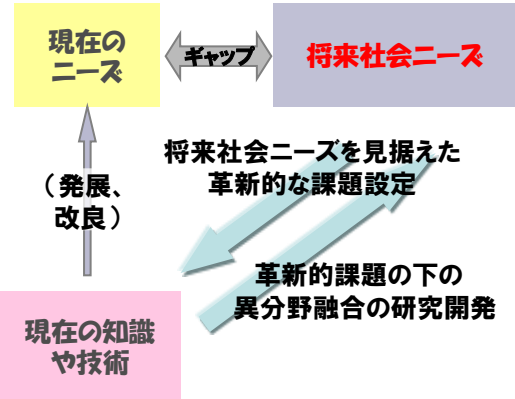 現在の
ニーズ
ギャップ
将来社会ニーズ
将来社会ニーズを見据えた
革新的な課題設定
（発展、
改良）
革新的課題の下の
異分野融合の研究開発
現在の知識
や技術